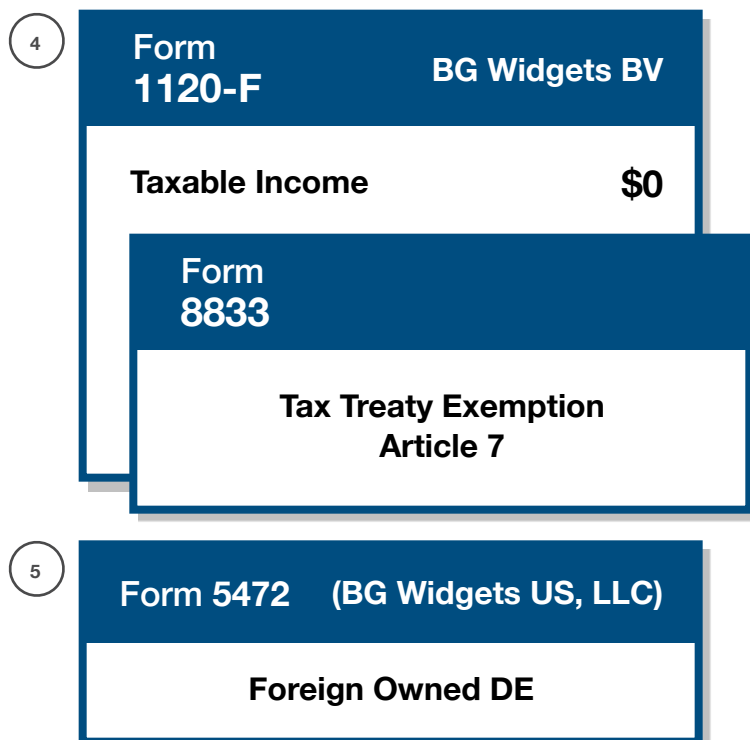 4
Form
1120-F
BG Widgets BV
Taxable Income $0
Form
8833
Tax Treaty Exemption
Article 7
5
Form 5472 (BG Widgets US, LLC)
Foreign Owned DE